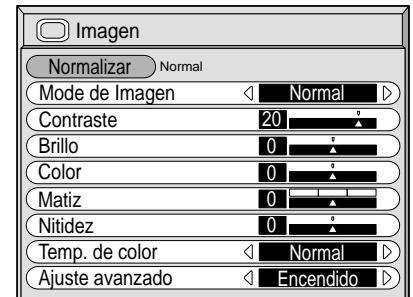 Imagen
Normalizar Normal
Mode de Imagen Normal
Contraste 20
Brillo 0
Color 0
Matiz 0
Nitidez 0
Temp. de color Normal
Ajuste avanzado Encendido